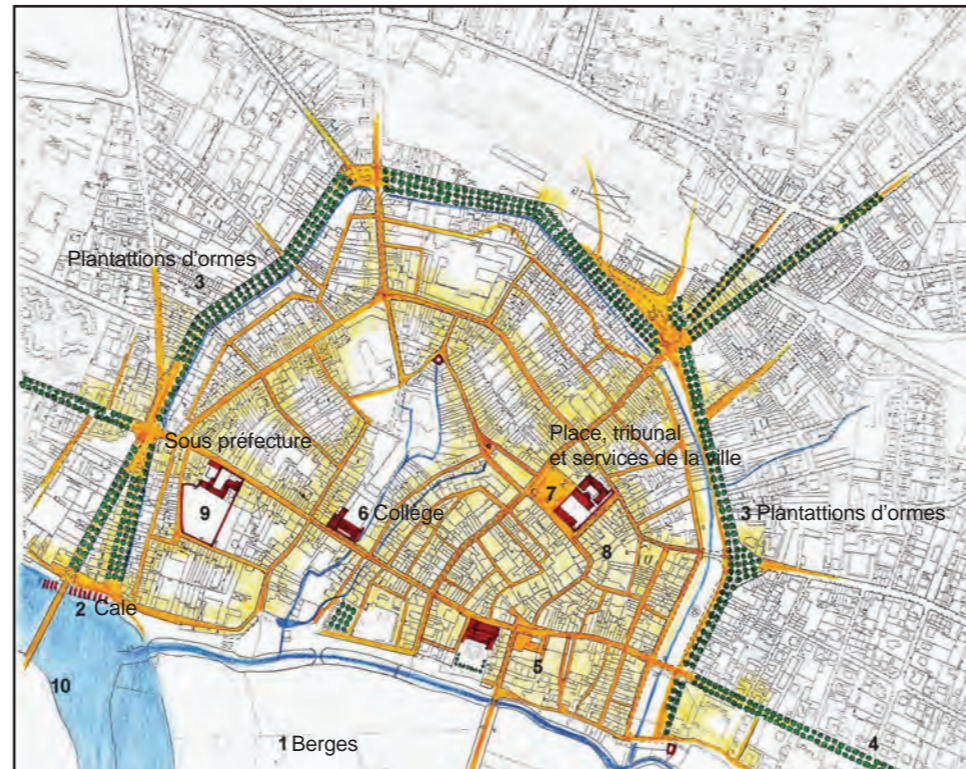 Plantattions d'ormes
3
Sous préfecture
Place, tribunal
et services de la ville
7
9
6 Collége
8
3 Plantattions d'ormes
2 Cale
5
10
1 Berges
4